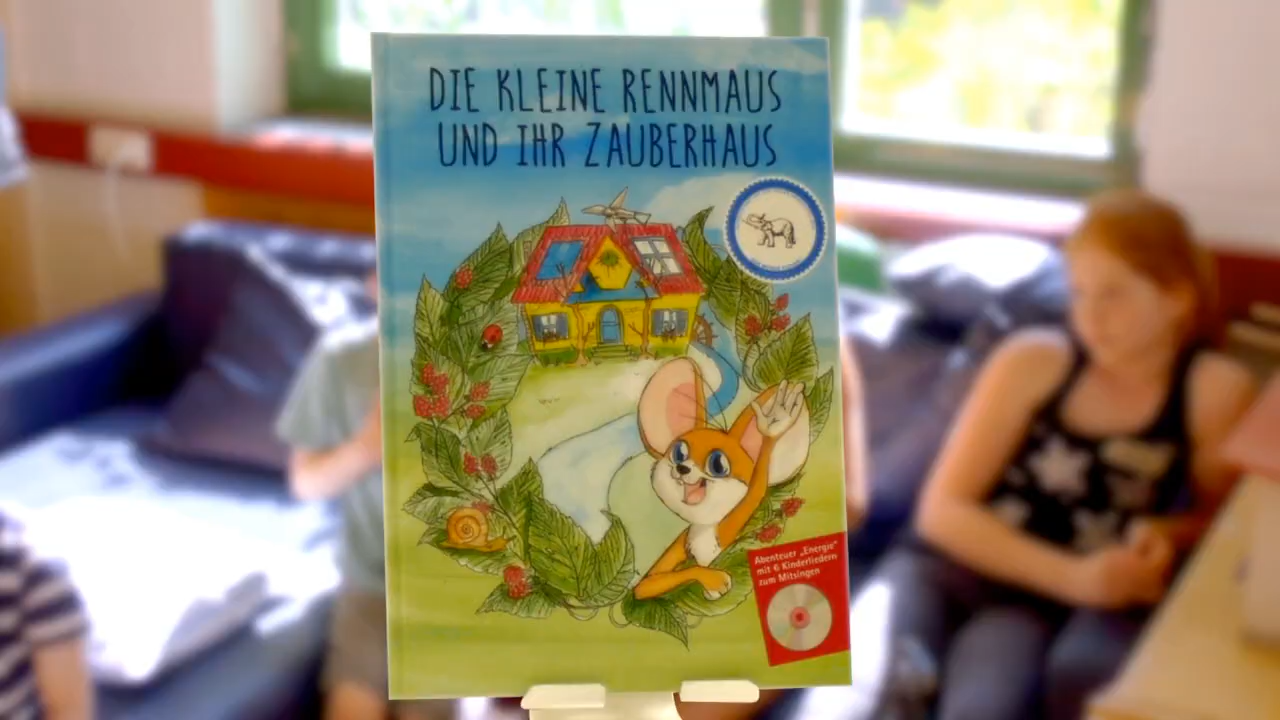 DIE KLEINE RENNMAUS
UND IHR ZAUBERHAUS
Abenteuer „Energie"
mit 6 Kinderliedern
zum Mitsingen